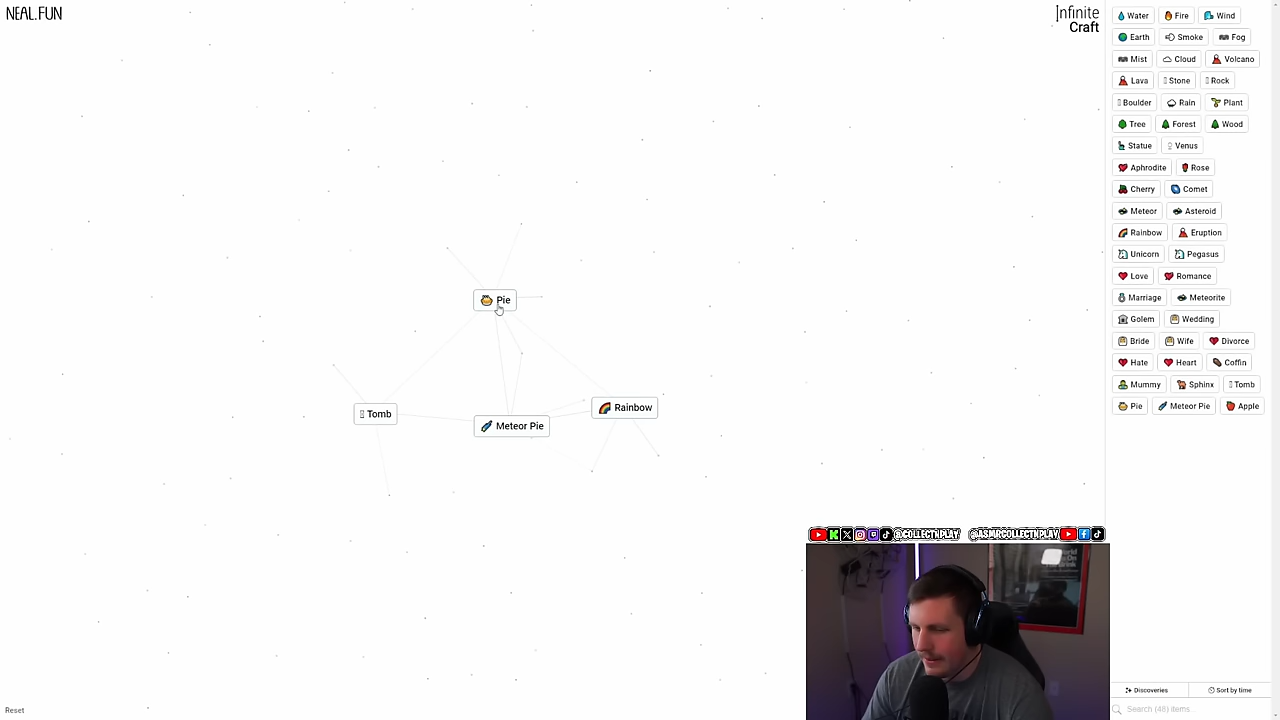 NEAL.FUN
Infinite
Craft
Water Fire Wind
Earth Smoke Fog
Mist Cloud Volcano
Lava Stone Rock
Boulder Rain Plant
Tree Forest Wood
Statue Venus
Aphrodite Rose
Cherry Comet
Meteor Asteroid
Rainbow Eruption
Unicorn Pegasus
Love Romance
Marriage Meteorite
Golem Wedding
Bride Wife Divorce
Hate Heart Coffin
Mummy Sphinx Tomb
Pie Meteor Pie Apple
Pie
Tomb
Meteor Pie
Rainbow
@COLLECTNPLAY @ASMRCOLLECTNPLAY
Reset
Discoveries Sort by time
Search (48) items...